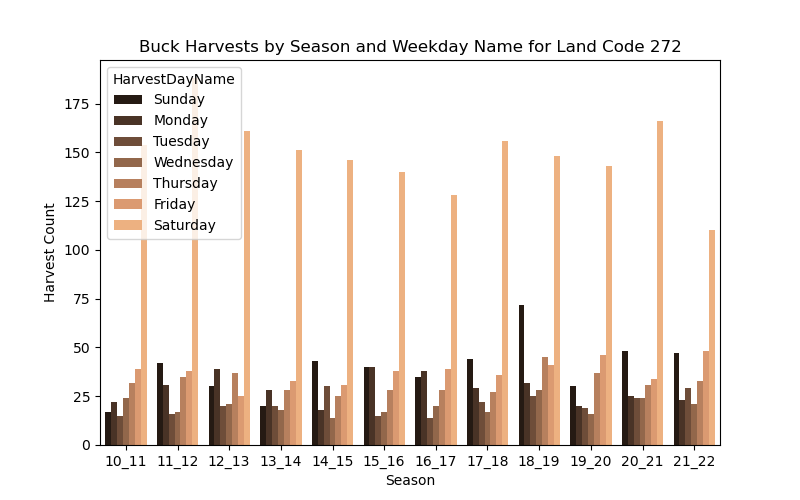 Buck Harvests by Season and Weekday Name for Land Code 272
HarvestDayName
Sunday
Monday
Tuesday
Wednesday
Thursday
Friday
Saturday
175
150
125
100
75
50
25
0
Harvest Count
10_11 11_12 12_13 13_14 14_15 15_16 16_17 17_18 18_19 19_20 20_21 21_22
Season